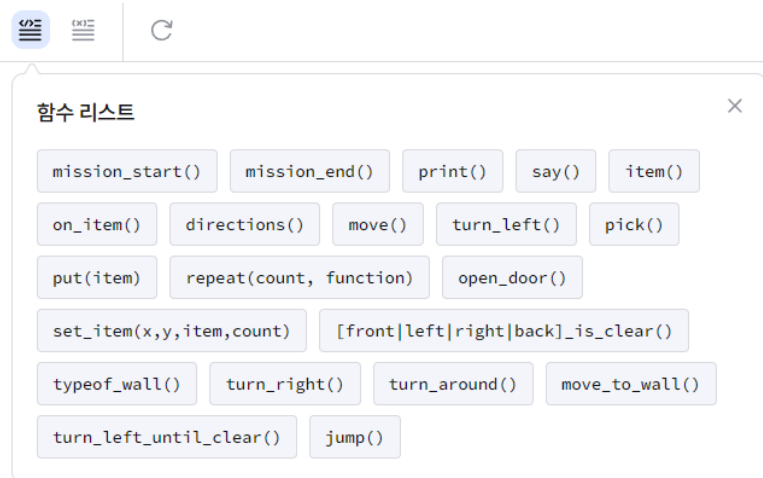 함수 리스트
mission_start() mission_end() print() say() item()
on_item() directions() move() turn_left() pick()
put(item) repeat(count, function) open_door()
set_item(x,y,item,count) [front|left|right|back]_is_clear()
typeof_wall() turn_right() turn_around() move_to_wall()
turn_left_until_clear() jump()